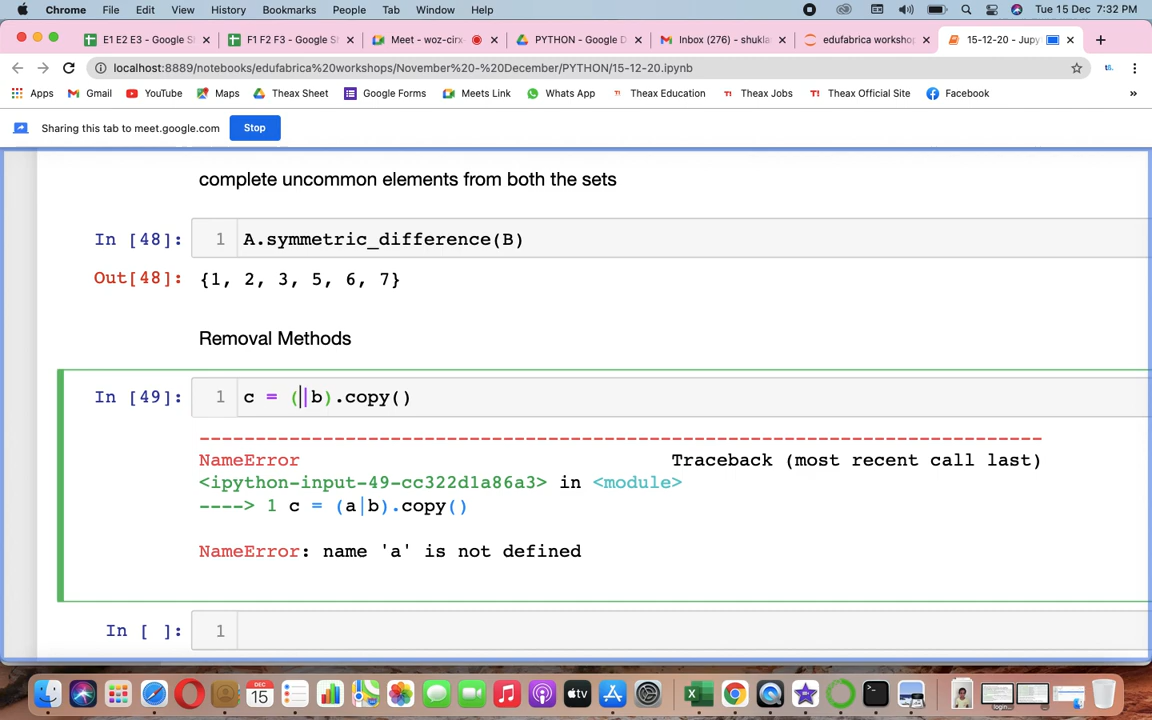 Chrome File Edit View History Bookmarks People Tab Window Help Tue 15 Dec 7:32 PM
E1 E2 E3 - Google S F1 F2 F3 - Google S Meet - woz-cirx- PYTHON - Google D Inbox (276) - shukla edufabrica worksho 15-12-20 - Jupy
localhost:8889/notebooks/edufabrica%20workshops/November%20-%20December/PYTHON/15-12-20.ipynb
Apps Gmail YouTube Maps Theax Sheet Google Forms Meets Link Whats App Theax Education Theax Jobs Theax Official Site Facebook »
Sharing this tab to meet.google.com Stop
complete uncommon elements from both the sets
In [48]: 1 A.symmetric_difference(B)
Out[48]: {1, 2, 3, 5, 6, 7}
Removal Methods
In [49]: 1 c = (|b).copy()
---------------------------------------------------------------------------
NameError Traceback (most recent call last)
<ipython-input-49-cc322d1a86a3> in <module>
----> 1 c = (a|b).copy()
NameError: name 'a' is not defined
In [ ]: 1
DEC
15